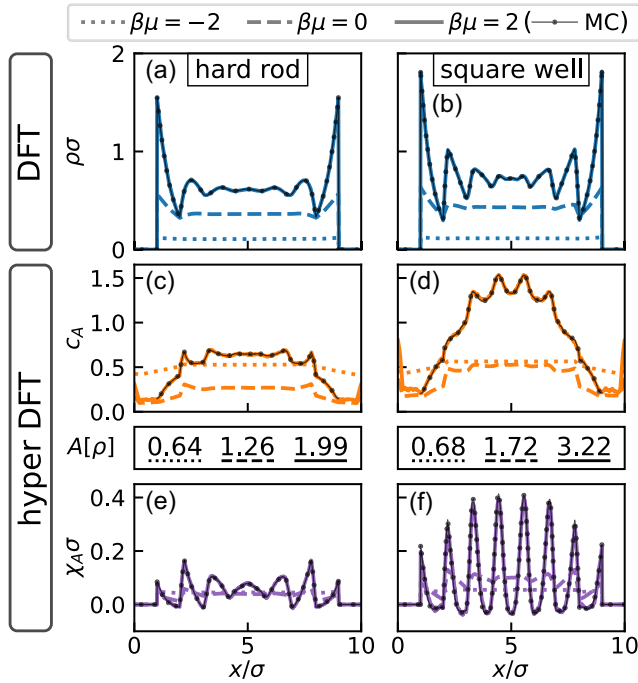 βμ = −2 βμ = 0 βμ = 2 ( MC)
DFT
hyper DFT
(a) hard rod
square well
(b)
ρσ
2
1
0
(c)
(d)
c_A
1.5
1.0
0.5
0.0
A[ρ] 0.64 1.26 1.99 0.68 1.72 3.22
(e)
(f)
χ_Aσ
0.4
0.2
0.0
0 5 10 0 5 10
x/σ x/σ